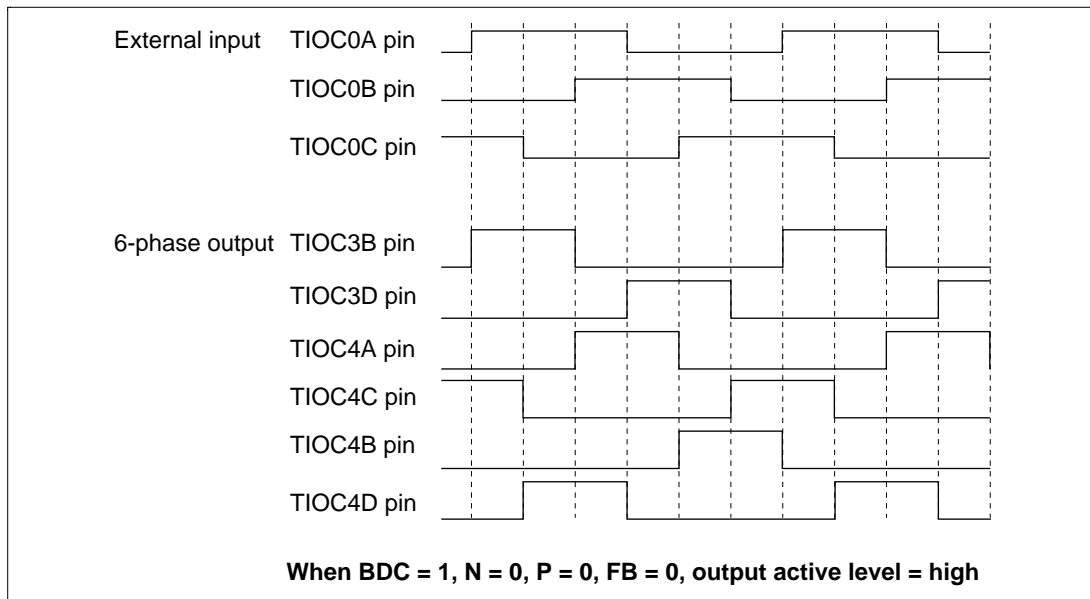 External input TIOC0A pin
TIOC0B pin
TIOC0C pin
6-phase output TIOC3B pin
TIOC3D pin
TIOC4A pin
TIOC4C pin
TIOC4B pin
TIOC4D pin
When BDC = 1, N = 0, P = 0, FB = 0, output active level = high